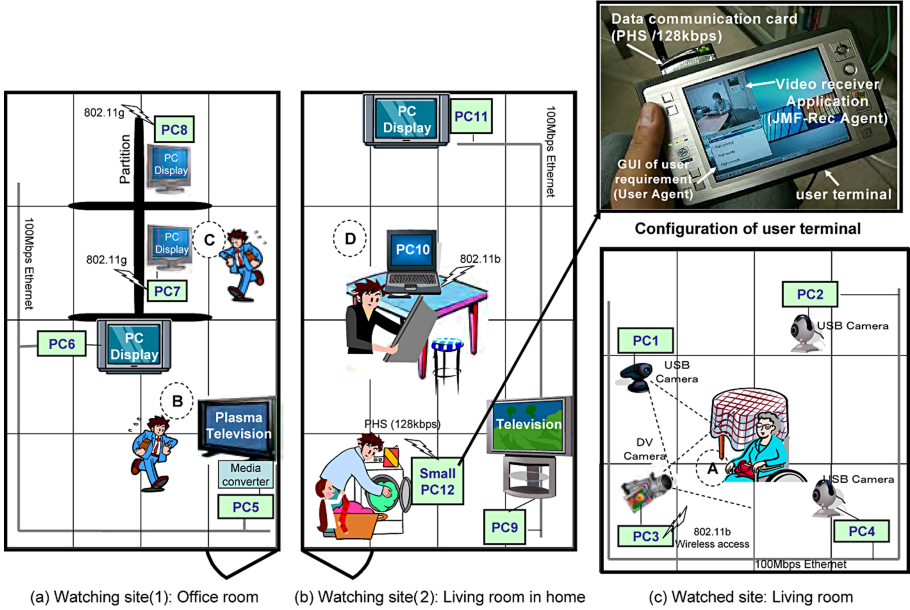 Data communication card
(PHS /128kbps)
Video receiver
Application
(JMF-Rec Agent)
GUI of user
requirement
(User Agent)
user terminal
Configuration of user terminal
802.11g
PC8
PC
Display
Partition
100Mbps Ethernet
PC
Display
C
802.11g
PC7
PC6
PC
Display
B
Plasma
Television
Media
converter
PC5
(a) Watching site(1): Office room
PC
Display
PC11
100Mbps Ethernet
D
PC10
802.11b
PHS (128kbps)
Television
Small
PC12
PC9
(b) Watching site(2): Living room in home
PC2
USB Camera
PC1
USB
Camera
DV
Camera
A
USB Camera
PC3
802.11b
Wireless access
PC4
100Mbps Ethernet
(c) Watched site: Living room